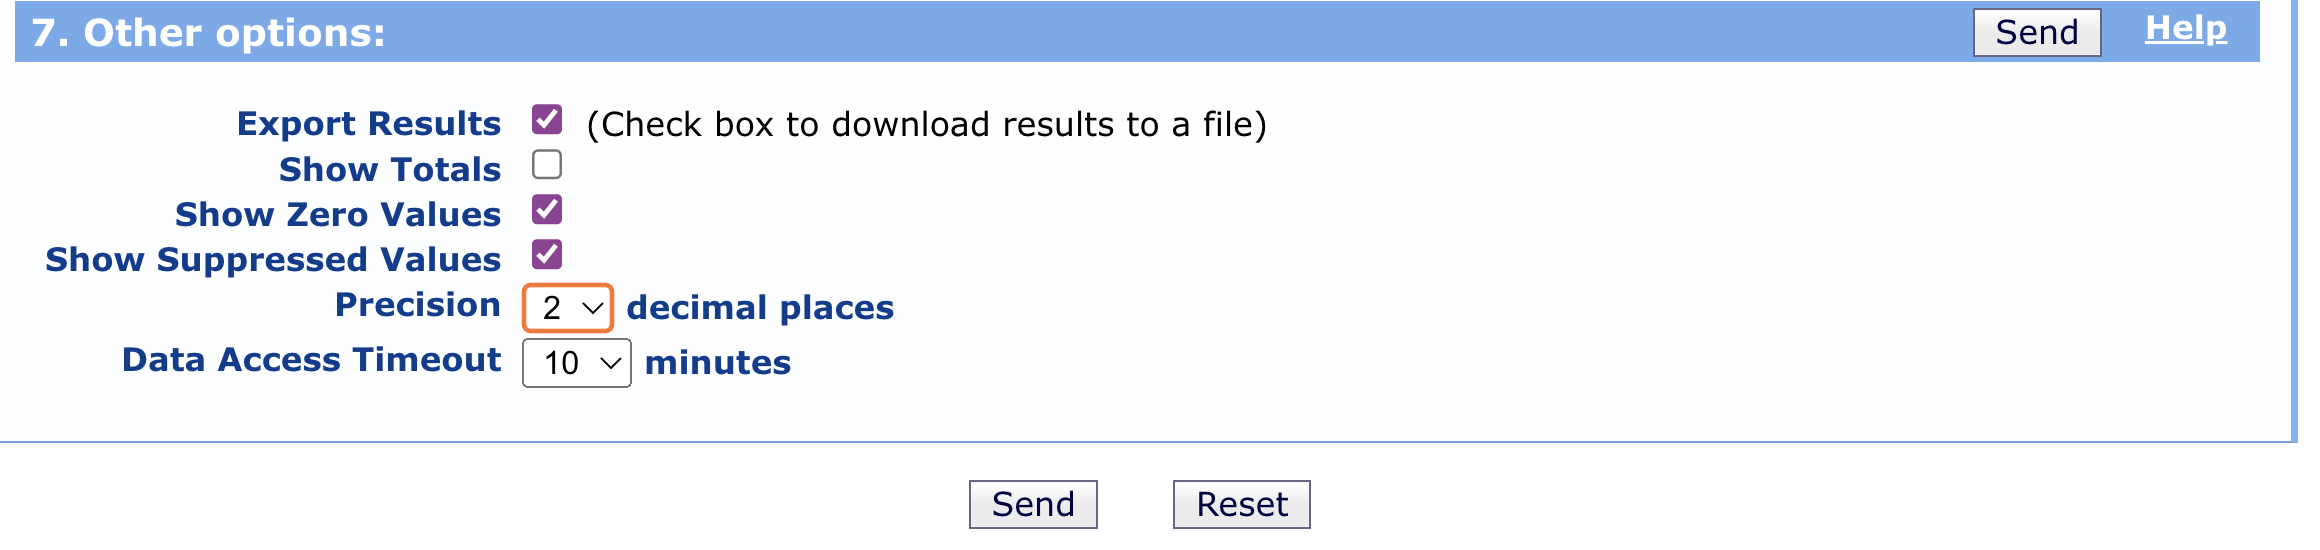 7. Other options: Send Help
Export Results (Check box to download results to a file)
Show Totals
Show Zero Values
Show Suppressed Values
Precision 2 decimal places
Data Access Timeout 10 minutes
Send Reset